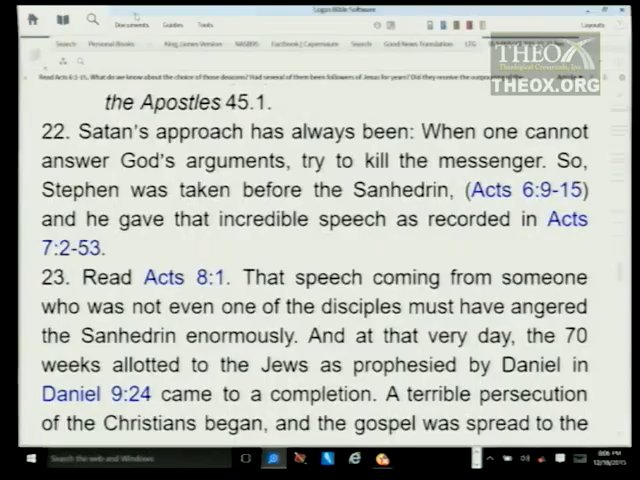 Logos Bible Software
Documents Guides Tools Layouts
Search Personal Books King James Version NASB95 Factbook | Capernaum Search Good News Translation LTG
THEOX
Theological Crossroads, Inc.
THEOX.ORG
Read Acts 6:1-15. What do we know about the choice of those deacons? Had several of them been followers of Jesus for years? Did they receive the outpouring of the
the Apostles 45.1.
22. Satan's approach has always been: When one cannot
answer God's arguments, try to kill the messenger. So,
Stephen was taken before the Sanhedrin, (Acts 6:9-15)
and he gave that incredible speech as recorded in Acts
7:2-53.
23. Read Acts 8:1. That speech coming from someone
who was not even one of the disciples must have angered
the Sanhedrin enormously. And at that very day, the 70
weeks allotted to the Jews as prophesied by Daniel in
Daniel 9:24 came to a completion. A terrible persecution
of the Christians began, and the gospel was spread to the
Search the web and Windows